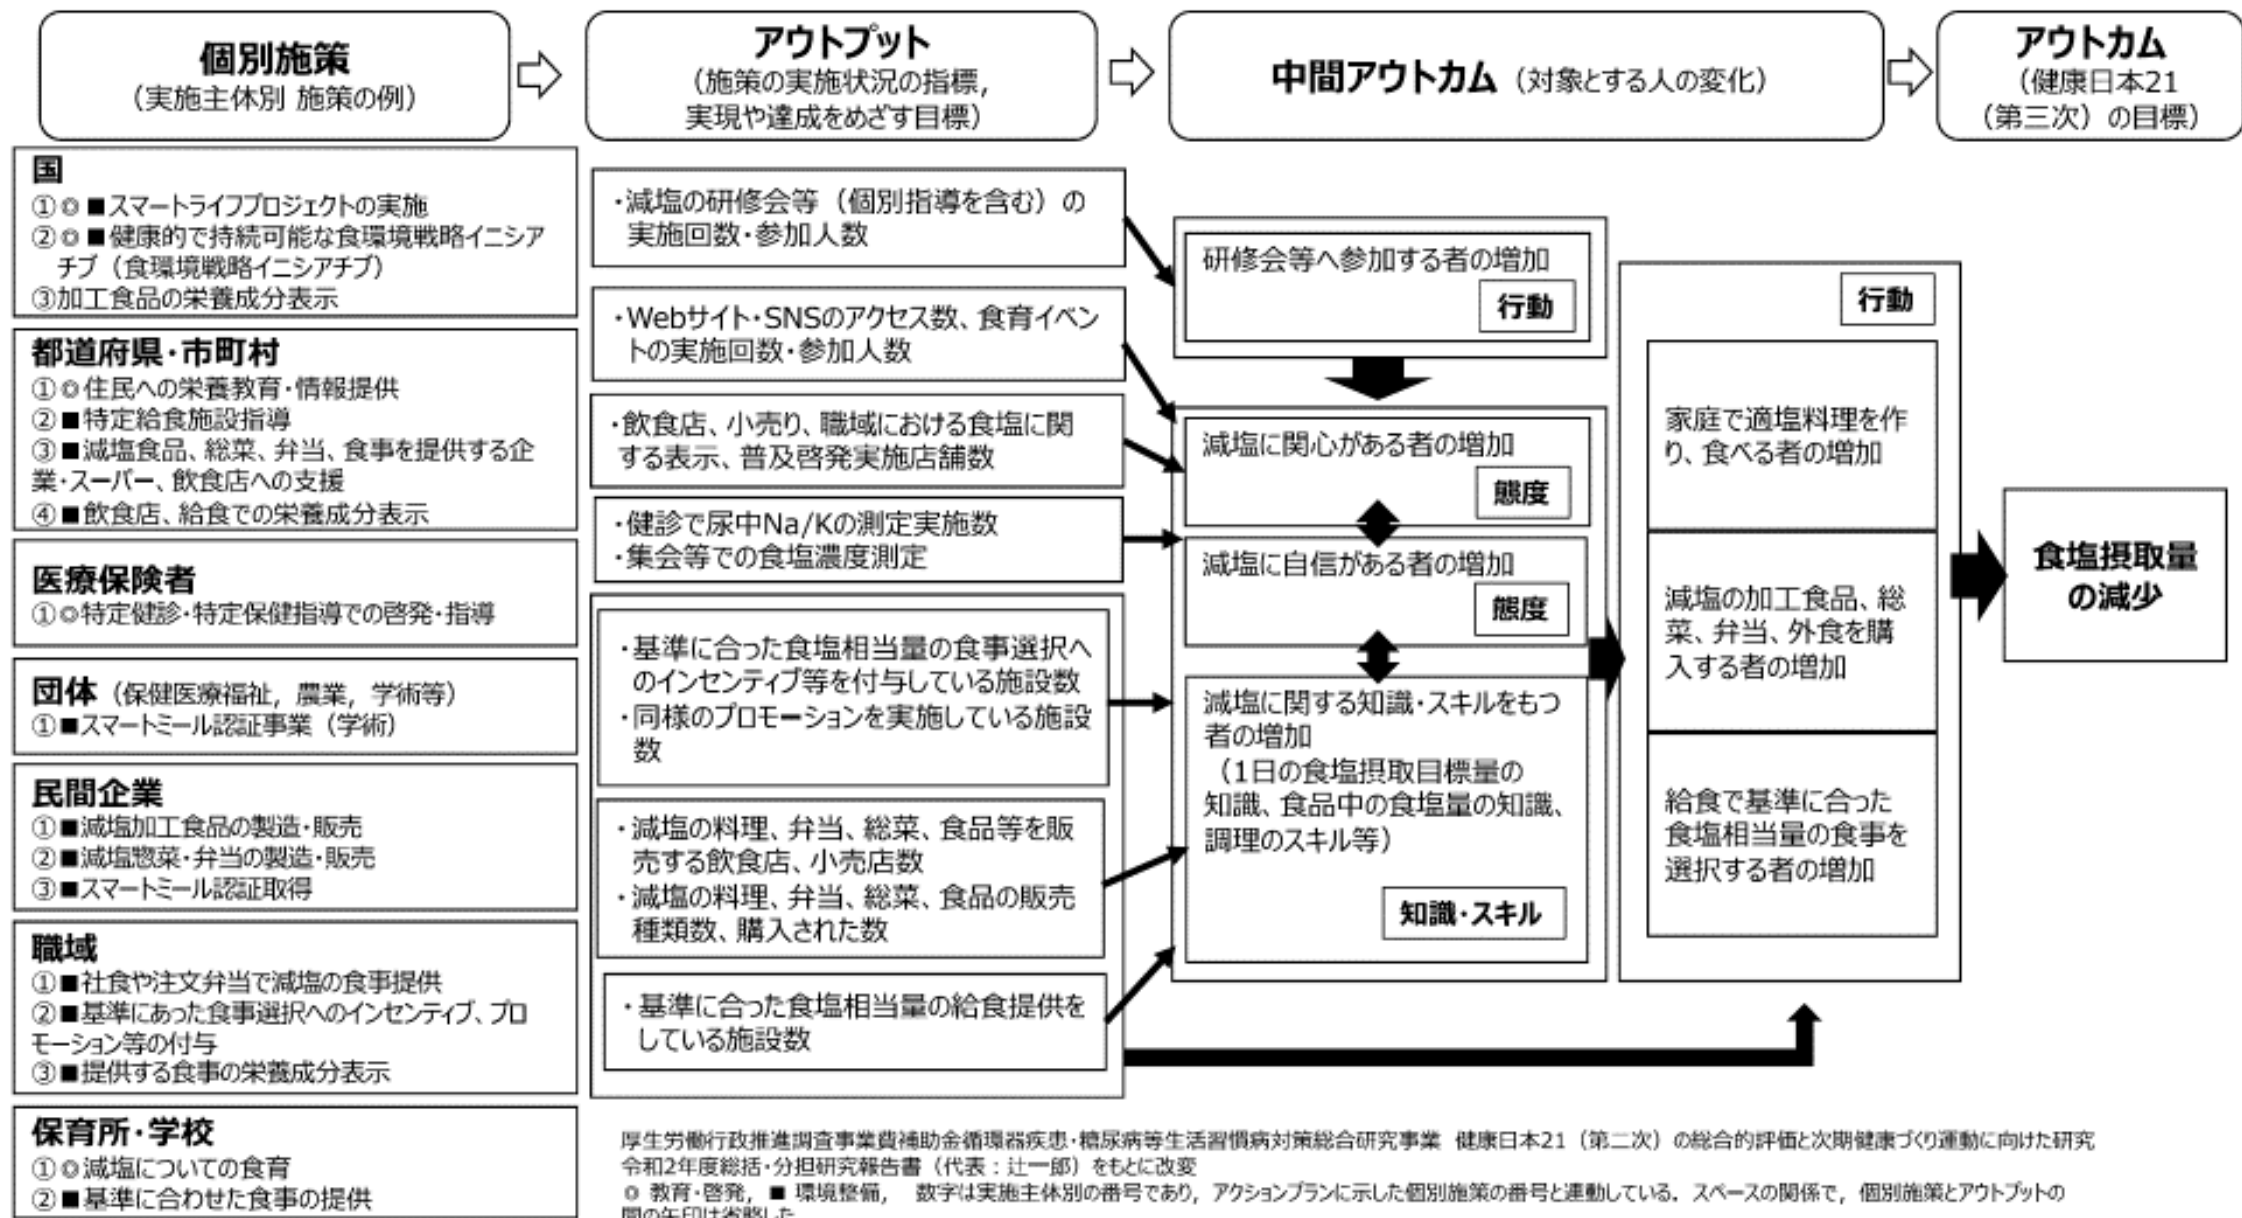 個別施策
（実施主体別 施策の例）
アウトプット
（施策の実施状況の指標，
実現や達成をめざす目標）
中間アウトカム（対象とする人の変化）
アウトカム
（健康日本21
（第三次）の目標）
国
①◎■スマートライフプロジェクトの実施
②◎■健康的で持続可能な食環境戦略イニシア
チブ（食環境戦略イニシアチブ）
③加工食品の栄養成分表示
都道府県・市町村
①◎住民への栄養教育・情報提供
②■特定給食施設指導
③■減塩食品、総菜、弁当、食事を提供する企
業・スーパー、飲食店への支援
④■飲食店、給食での栄養成分表示
医療保険者
①◎特定健診・特定保健指導での啓発・指導
団体（保健医療福祉，農業，学術等）
①■スマートミール認証事業（学術）
民間企業
①■減塩加工食品の製造・販売
②■減塩惣菜・弁当の製造・販売
③■スマートミール認証取得
職域
①■社食や注文弁当で減塩の食事提供
②■基準にあった食事選択へのインセンティブ、プロ
モーション等の付与
③■提供する食事の栄養成分表示
保育所・学校
①◎減塩についての食育
②■基準に合わせた食事の提供
・減塩の研修会等（個別指導を含む）の
実施回数・参加人数
・Webサイト・SNSのアクセス数、食育イベン
トの実施回数・参加人数
・飲食店、小売り、職域における食塩に関
する表示、普及啓発実施店舗数
・健診で尿中Na/Kの測定実施数
・集会等での食塩濃度測定
・基準に合った食塩相当量の食事選択へ
のインセンティブ等を付与している施設数
・同様のプロモーションを実施している施設
数
・減塩の料理、弁当、総菜、食品等を販
売する飲食店、小売店数
・減塩の料理、弁当、総菜、食品の販売
種類数、購入された数
・基準に合った食塩相当量の給食提供を
している施設数
研修会等へ参加する者の増加
行動
減塩に関心がある者の増加
態度
減塩に自信がある者の増加
態度
減塩に関する知識・スキルをもつ
者の増加
（1日の食塩摂取目標量の
知識、食品中の食塩量の知識、
調理のスキル等）
知識・スキル
行動
家庭で適塩料理を作
り、食べる者の増加
減塩の加工食品、総
菜、弁当、外食を購
入する者の増加
給食で基準に合った
食塩相当量の食事を
選択する者の増加
食塩摂取量
の減少
厚生労働行政推進調査事業費補助金循環器疾患・糖尿病等生活習慣病対策総合研究事業 健康日本21（第二次）の総合的評価と次期健康づくり運動に向けた研究
令和2年度総括・分担研究報告書（代表：辻一郎）をもとに改変
◎ 教育・啓発，■ 環境整備， 数字は実施主体別の番号であり，アクションプランに示した個別施策の番号と連動している．スペースの関係で，個別施策とアウトプットの
間の矢印は省略した